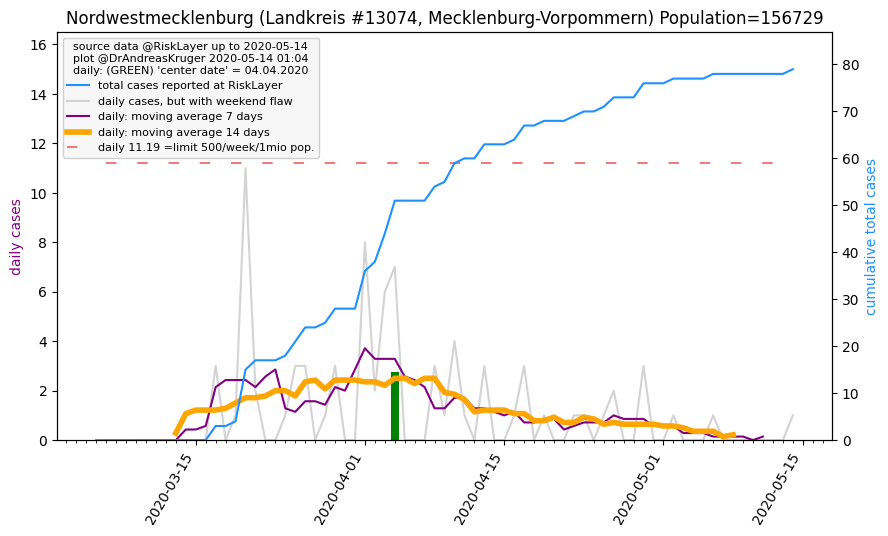 Nordwestmecklenburg (Landkreis #13074, Mecklenburg-Vorpommern) Population=156729
source data @RiskLayer up to 2020-05-14
plot @DrAndreasKruger 2020-05-14 01:04
daily: (GREEN) 'center date' = 04.04.2020
total cases reported at RiskLayer
daily cases, but with weekend flaw
daily: moving average 7 days
daily: moving average 14 days
daily 11.19 =limit 500/week/1mio pop.
daily cases
16
14
12
10
8
6
4
2
0
cumulative total cases
80
70
60
50
40
30
20
10
0
2020-03-15
2020-04-01
2020-04-15
2020-05-01
2020-05-15